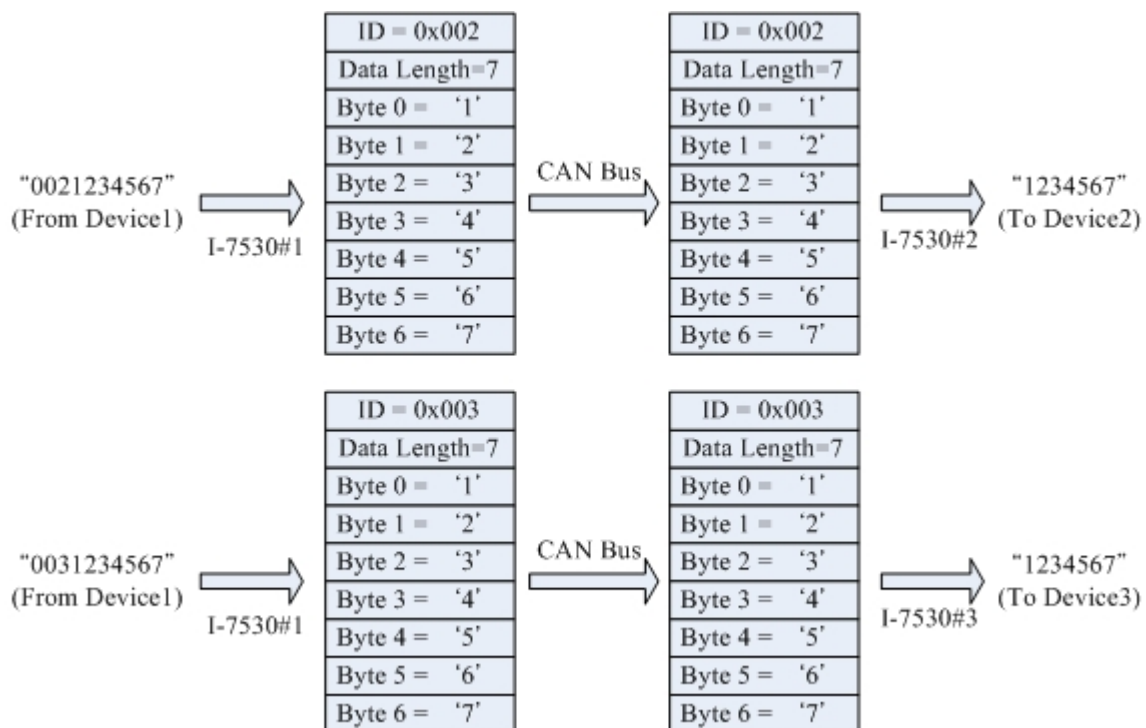 ID = 0x002
Data Length=7
Byte 0 = ‘1’
Byte 1 = ‘2’
Byte 2 = ‘3’
Byte 3 = ‘4’
Byte 4 = ‘5’
Byte 5 = ‘6’
Byte 6 = ‘7’
ID = 0x002
Data Length=7
Byte 0 = ‘1’
Byte 1 = ‘2’
Byte 2 = ‘3’
Byte 3 = ‘4’
Byte 4 = ‘5’
Byte 5 = ‘6’
Byte 6 = ‘7’
“0021234567”
(From Device1)
I-7530#1
CAN Bus
“1234567”
(To Device2)
I-7530#2
ID = 0x003
Data Length=7
Byte 0 = ‘1’
Byte 1 = ‘2’
Byte 2 = ‘3’
Byte 3 = ‘4’
Byte 4 = ‘5’
Byte 5 = ‘6’
Byte 6 = ‘7’
ID = 0x003
Data Length=7
Byte 0 = ‘1’
Byte 1 = ‘2’
Byte 2 = ‘3’
Byte 3 = ‘4’
Byte 4 = ‘5’
Byte 5 = ‘6’
Byte 6 = ‘7’
“0031234567”
(From Device1)
I-7530#1
CAN Bus
“1234567”
(To Device3)
I-7530#3